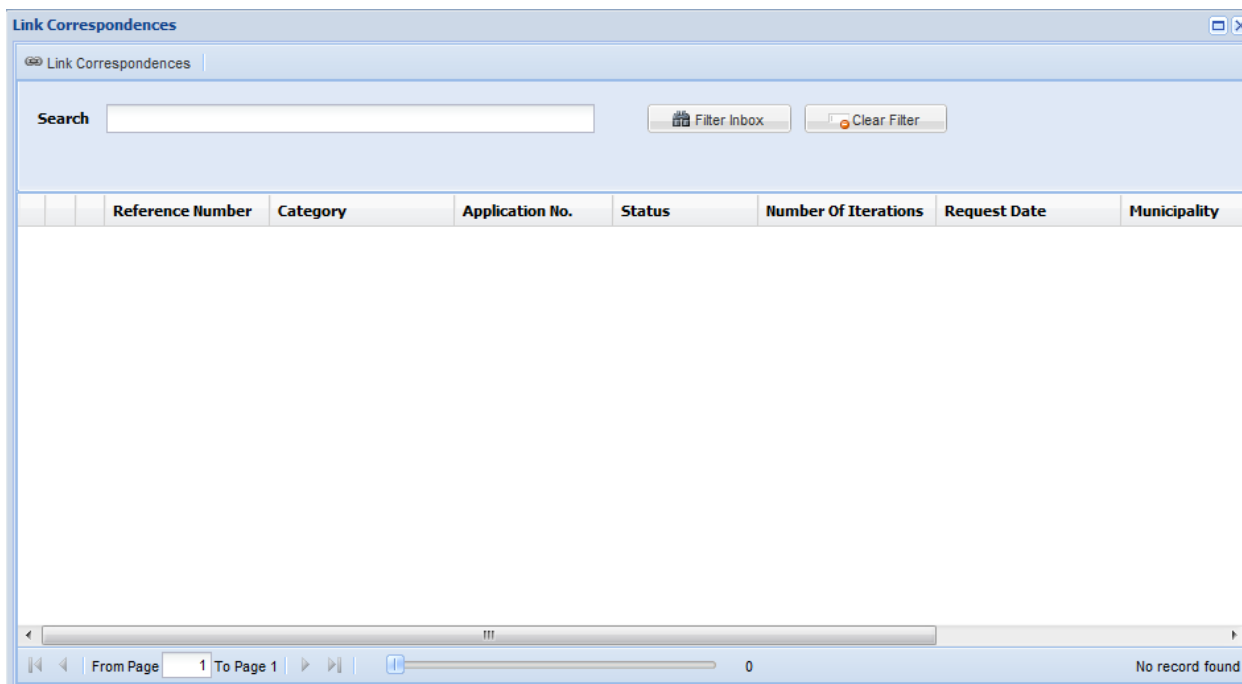 Link Correspondences
Link Correspondences
Search Filter Inbox Clear Filter
Reference Number Category Application No. Status Number Of Iterations Request Date Municipality
From Page 1 To Page 1 0 No record found